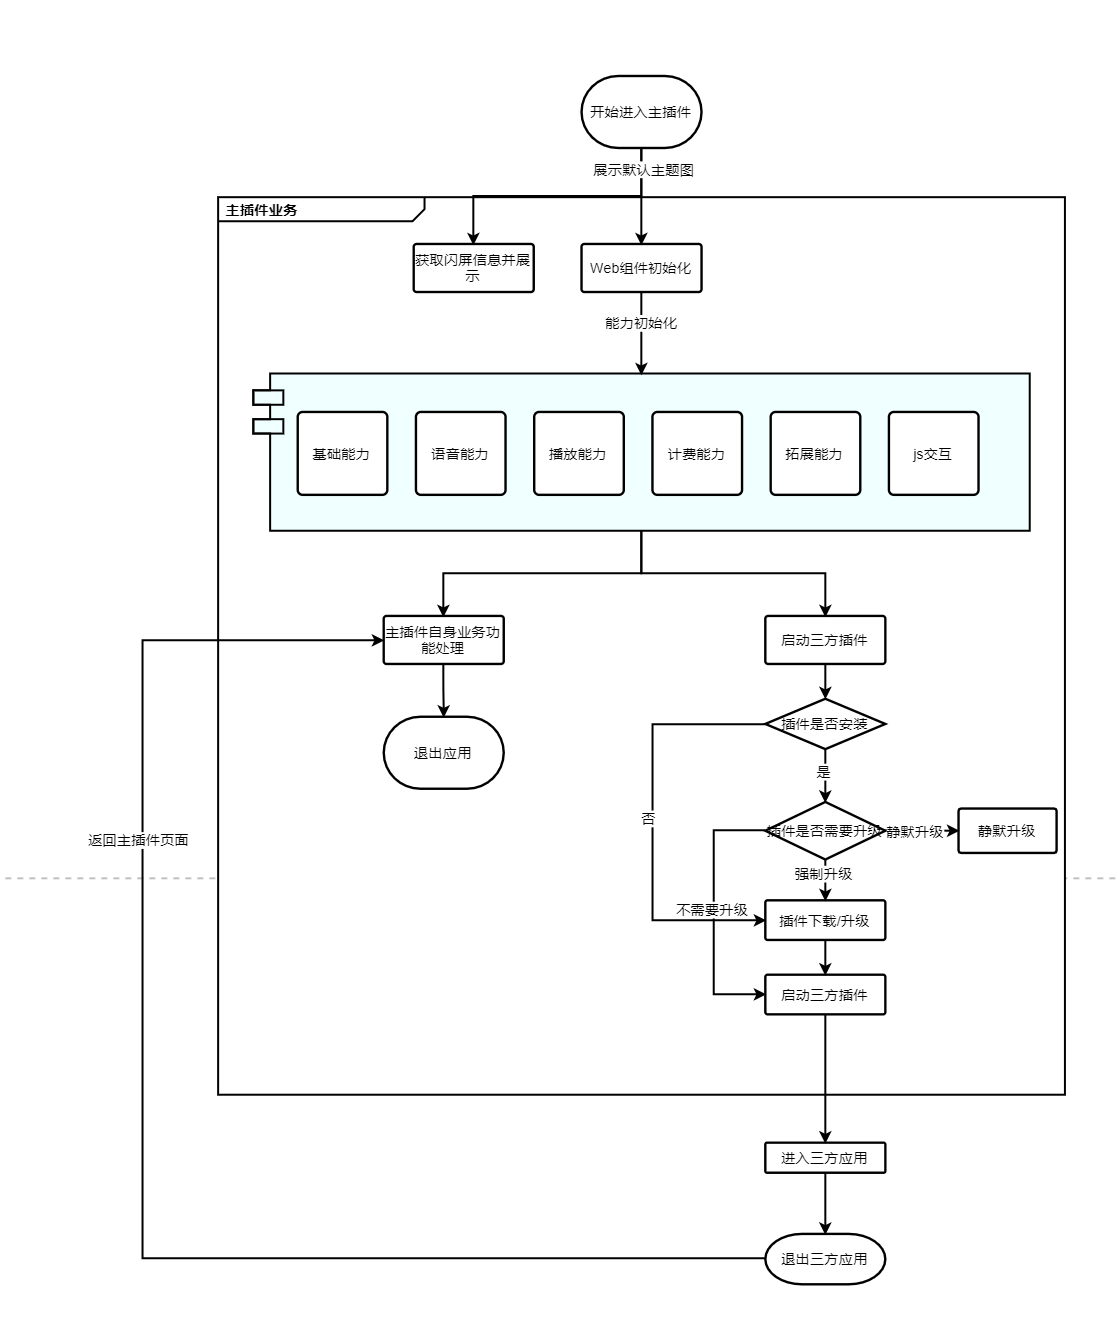 开始进入主插件
展示默认主题图
主插件业务
获取闪屏信息并展
示
Web组件初始化
能力初始化
基础能力
语音能力
播放能力
计费能力
拓展能力
js交互
主插件自身业务功
能处理
启动三方插件
退出应用
插件是否安装
是
否
插件是否需要升级
静默升级
静默升级
返回主插件页面
强制升级
不需要升级
插件下载/升级
启动三方插件
进入三方应用
退出三方应用